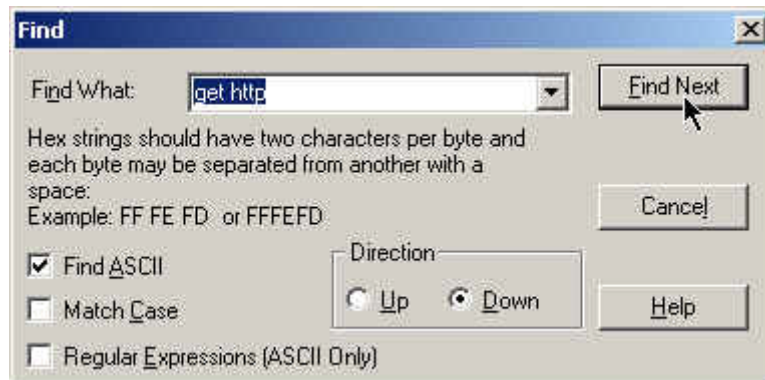 Find
Find What: get http Find Next
Hex strings should have two characters per byte and
each byte may be separated from another with a
space:
Example: FF FE FD or FFFEFD
Cancel
Find ASCII
Direction
Match Case
Up Down
Help
Regular Expressions (ASCII Only)